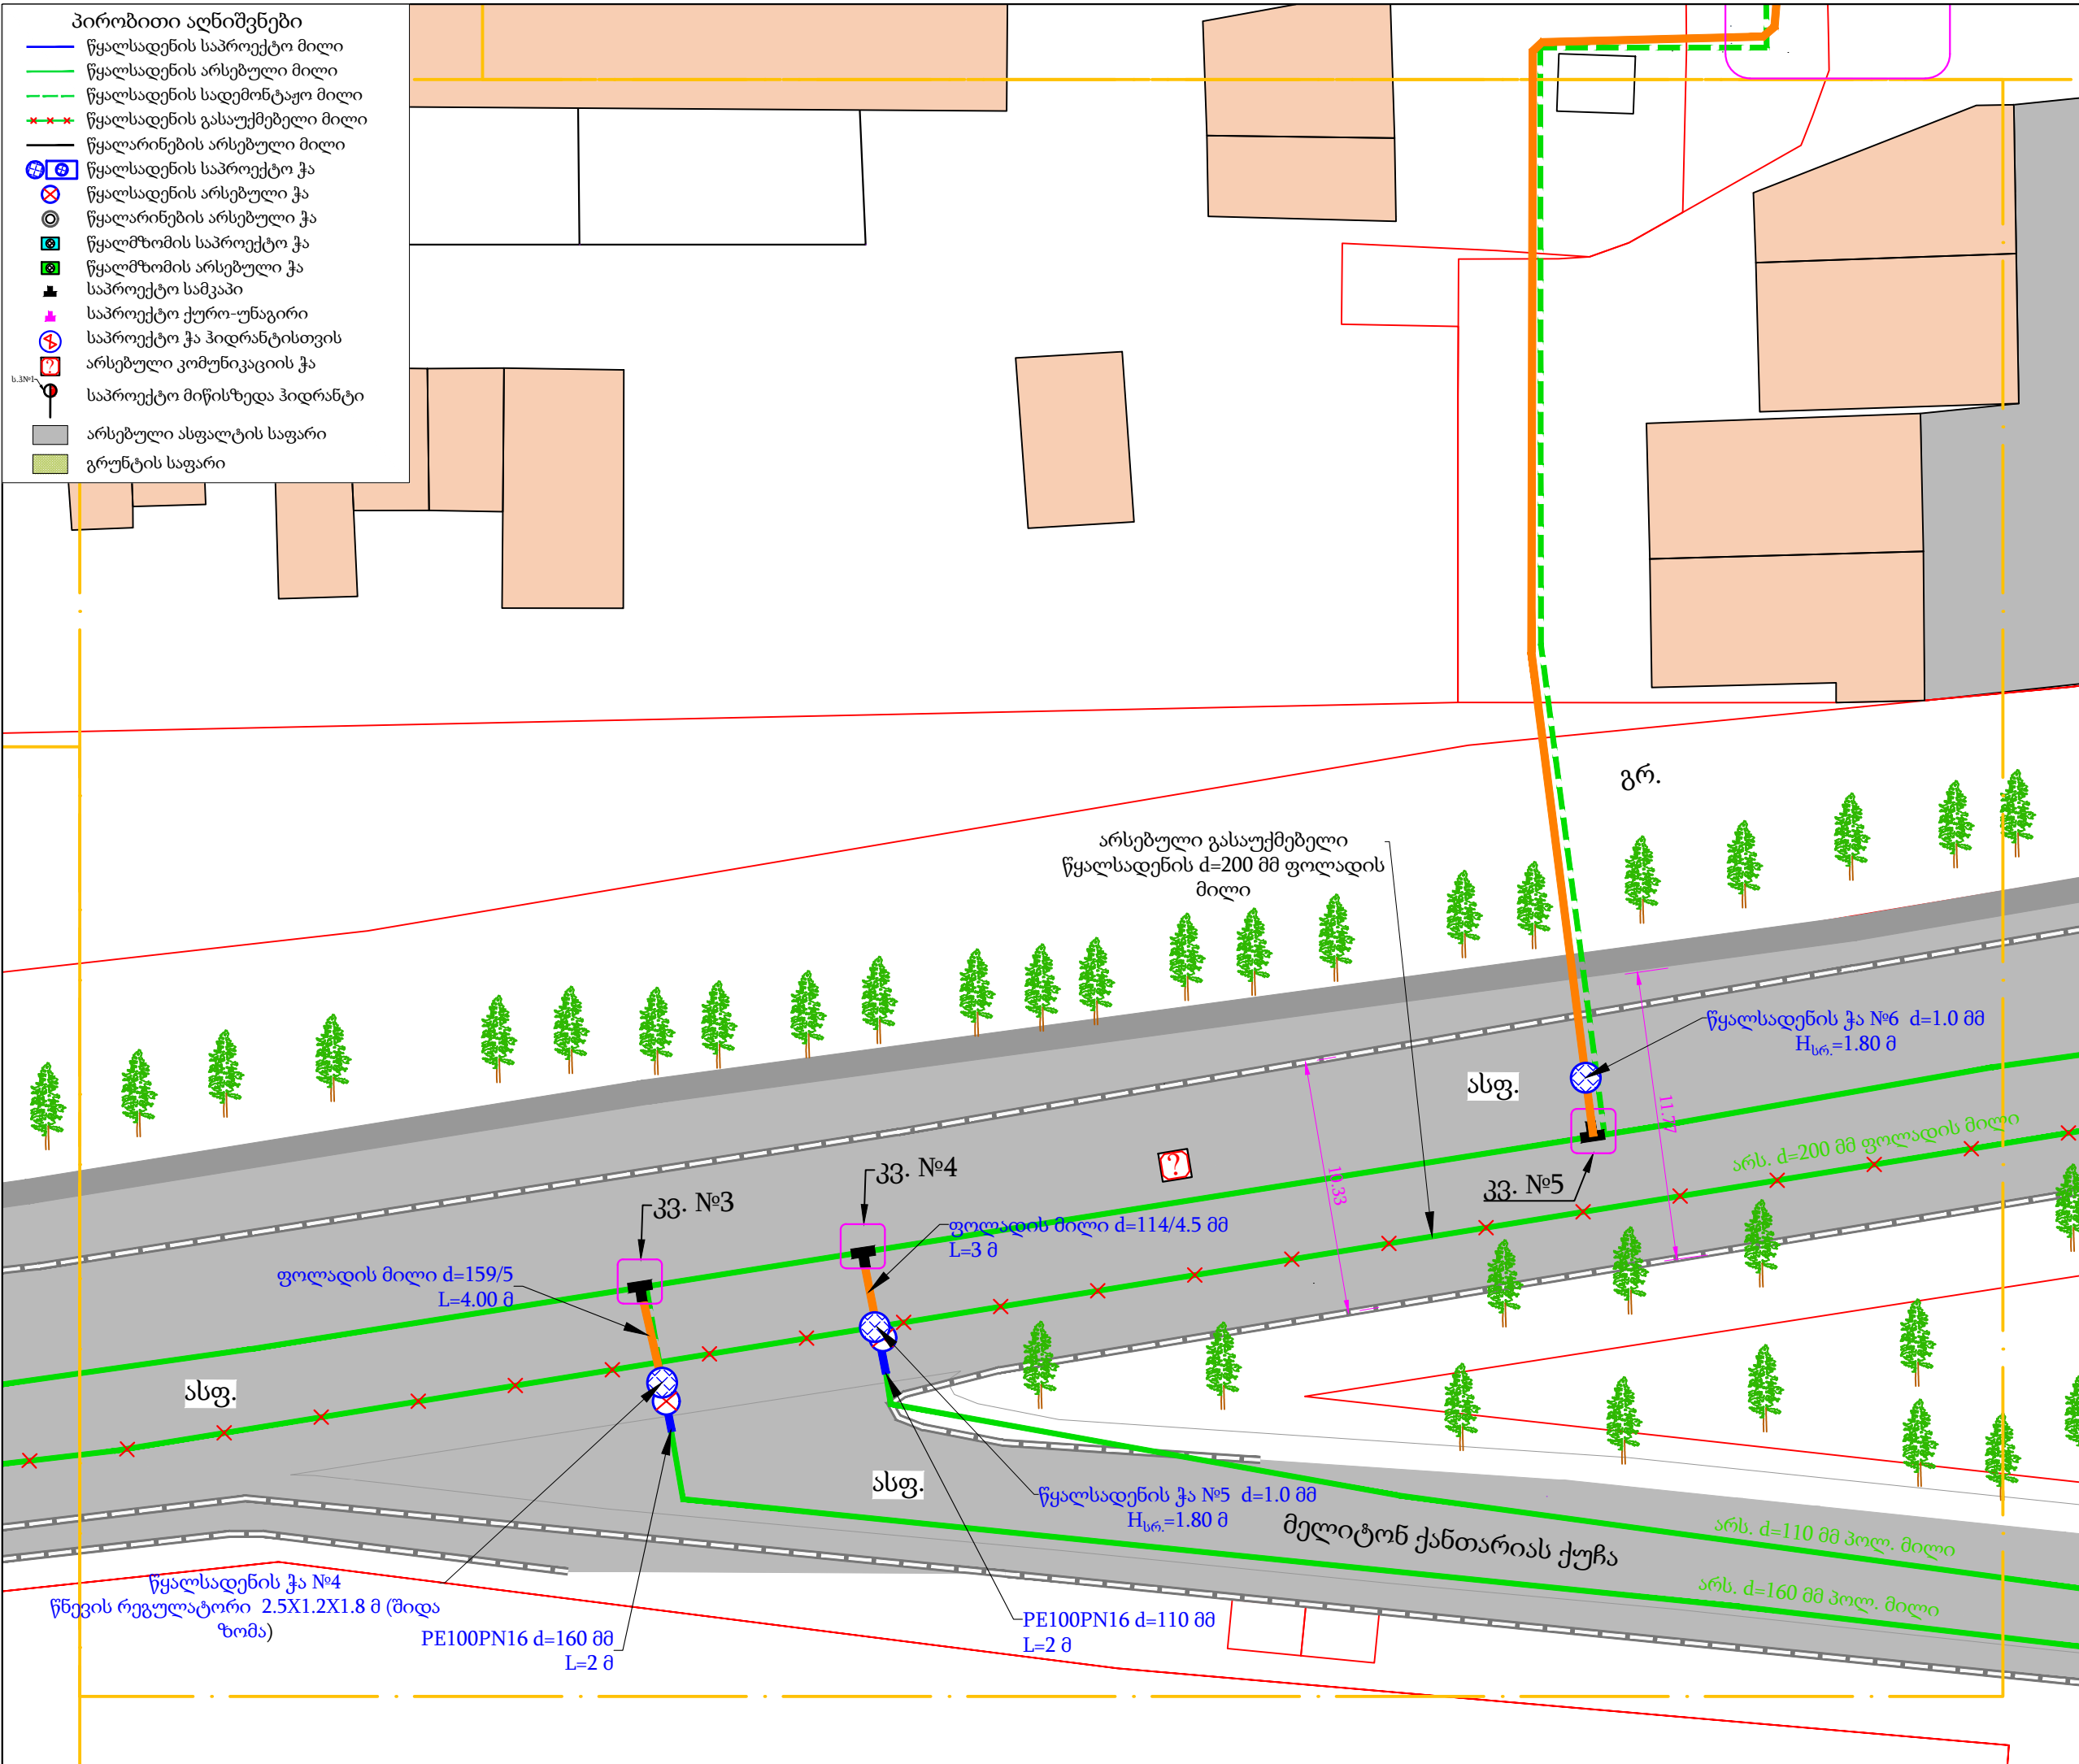 პირობითი აღნიშვნები
წყალსადენის საპროექტო მილი
წყალსადენის არსებული მილი
წყალსადენის სადემონტაჟო მილი
წყალსადენის გასაუქმებელი მილი
წყალარინების არსებული მილი
წყალსადენის საპროექტო ჭა
წყალსადენის არსებული ჭა
წყალარინების არსებული ჭა
წყალმზომის საპროექტო ჭა
წყალმზომის არსებული ჭა
საპროექტო სამკაპი
საპროექტო ქურო-უნაგირი
საპროექტო ჭა ჰიდრანტისთვის
? არსებული კომუნიკაციის ჭა
საპროექტო მიწისზედა ჰიდრანტი
არსებული ასფალტის საფარი
გრუნტის საფარი
გრ.
არსებული გასაუქმებელი
წყალსადენის d=200 მმ ფოლადის
მილი
წყალსადენის ჭა №6 d=1.0 მმ
Hსრ.=1.80 მ
ასფ.
11.77
არს. d=200 მმ ფოლადის მილი
?
10.33
კვ. №5
კვ. №4
კვ. №3
ფოლადის მილი d=114/4.5 მმ
L=3 მ
ფოლადის მილი d=159/5
L=4.00 მ
ასფ.
ასფ.
წყალსადენის ჭა №5 d=1.0 მმ
Hსრ.=1.80 მ
მელიტონ ქანთარიას ქუჩა
არს. d=110 მმ პოლ. მილი
არს. d=160 მმ პოლ. მილი
წყალსადენის ჭა №4
წნევის რეგულატორი 2.5X1.2X1.8 მ (შიდა
ზომა)
PE100PN16 d=160 მმ
L=2 მ
PE100PN16 d=110 მმ
L=2 მ